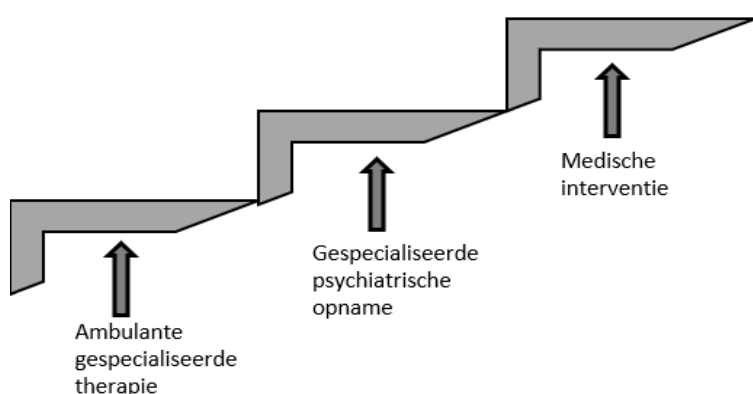 Medische
interventie
Gespecialiseerde
psychiatrische
opname
Ambulante
gespecialiseerde
therapie